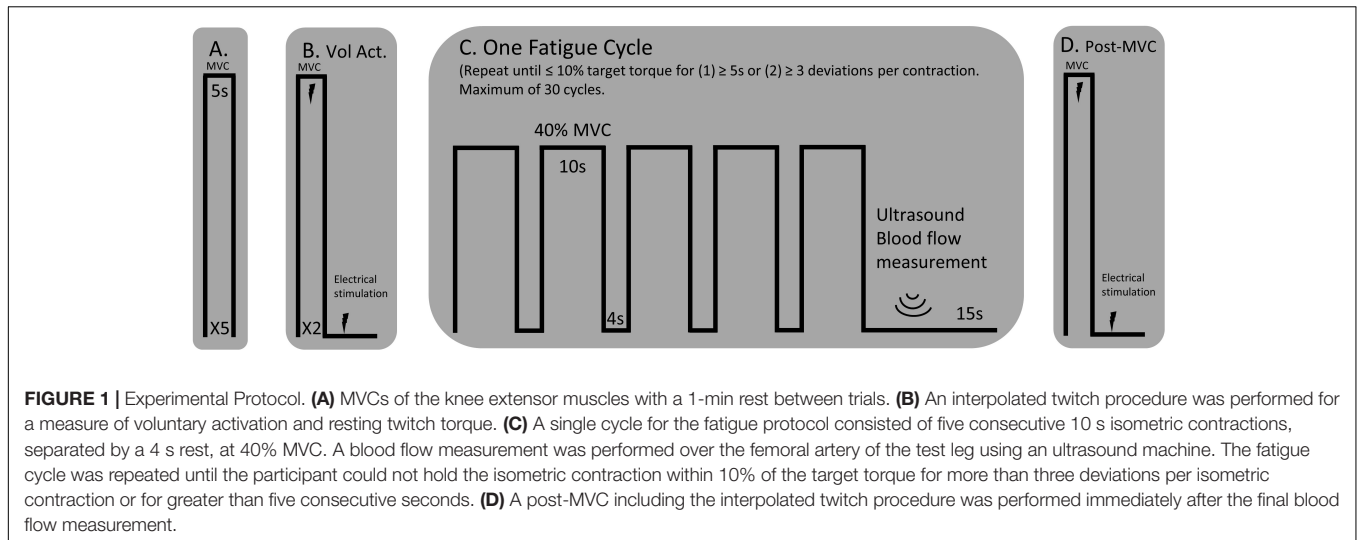 A.
MVC
5s
X5
B. Vol Act.
MVC
X2
Electrical
stimulation
C. One Fatigue Cycle
(Repeat until ≤ 10% target torque for (1) ≥ 5s or (2) ≥ 3 deviations per contraction.
Maximum of 30 cycles.
40% MVC
10s
4s
Ultrasound
Blood flow
measurement
15s
D. Post-MVC
MVC
Electrical
stimulation
FIGURE 1 | Experimental Protocol. (A) MVCs of the knee extensor muscles with a 1-min rest between trials. (B) An interpolated twitch procedure was performed for
a measure of voluntary activation and resting twitch torque. (C) A single cycle for the fatigue protocol consisted of five consecutive 10 s isometric contractions,
separated by a 4 s rest, at 40% MVC. A blood flow measurement was performed over the femoral artery of the test leg using an ultrasound machine. The fatigue
cycle was repeated until the participant could not hold the isometric contraction within 10% of the target torque for more than three deviations per isometric
contraction or for greater than five consecutive seconds. (D) A post-MVC including the interpolated twitch procedure was performed immediately after the final blood
flow measurement.